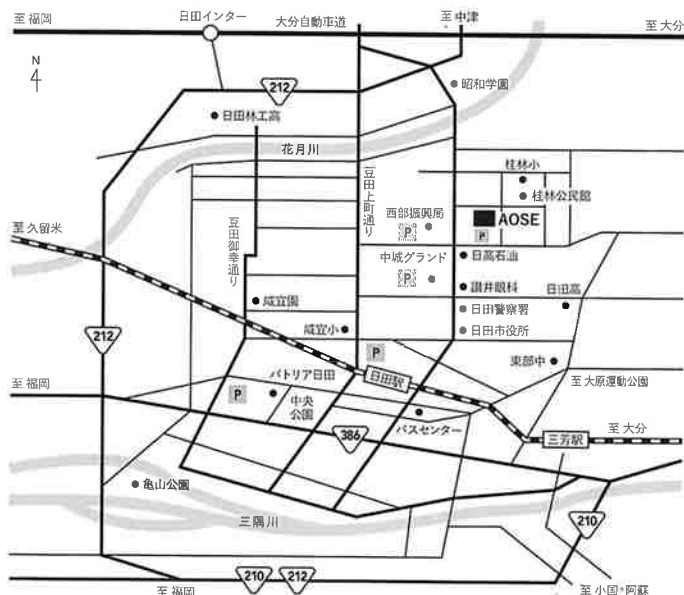 至 福岡
日田インター
大分自動車道
至 中津
至 大分
N
212
昭和学園
日田林工高
花月川
桂林小
桂林公民館
豆田上町通り
西部振興局
P
AOSE
P
至 久留米
豆田御幸通り
中城グランド
P
日高石油
讃井眼科
日田高
咸宜園
日田警察署
咸宜小
日田市役所
212
P
日田駅
東部中
至 福岡
パトリア日田
P
中央
公園
至 大原運動公園
バスセンター
386
三芳駅
至 大分
亀山公園
三隈川
210
210
212
至 福岡
至 小国・阿蘇